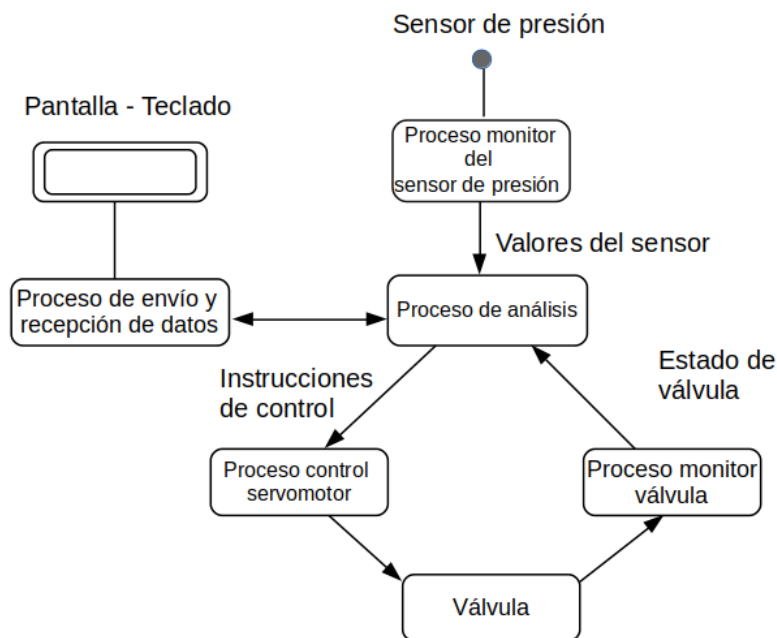 Sensor de presión
Pantalla - Teclado
Proceso monitor
del
sensor de presión
Valores del sensor
Proceso de envío y
recepción de datos
Proceso de análisis
Instrucciones
de control
Estado de
válvula
Proceso control
servomotor
Proceso monitor
válvula
Válvula